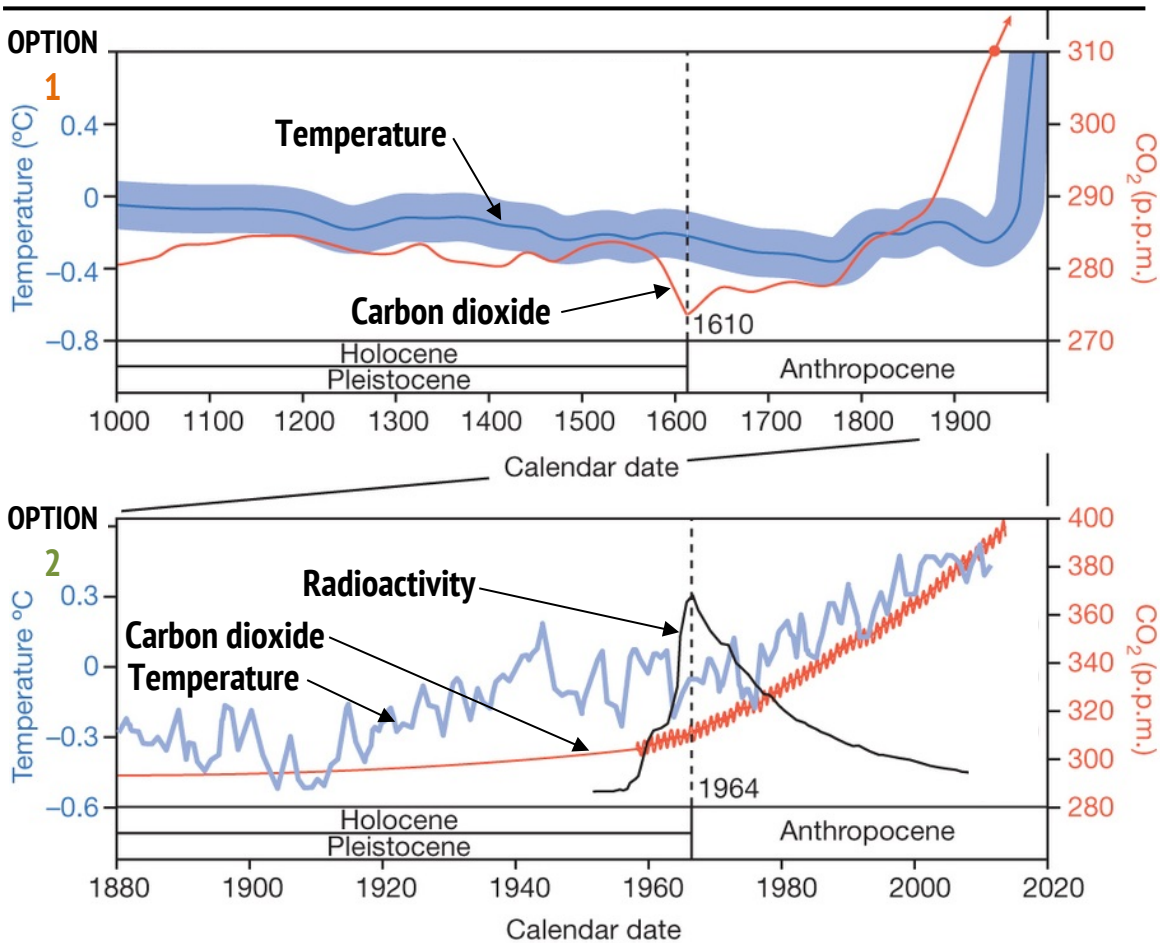 OPTION
1
Temperature (ºC)
0.4
0
–0.4
–0.8
Temperature
Carbon dioxide
1610
310
300
290
280
270
CO2 (p.p.m.)
Holocene
Pleistocene
Anthropocene
1000 1100 1200 1300 1400 1500 1600 1700 1800 1900
Calendar date
OPTION
2
Temperature ºC
0.3
0
–0.3
–0.6
Radioactivity
Carbon dioxide
Temperature
1964
400
380
360
340
320
300
280
CO2 (p.p.m.)
Holocene
Pleistocene
Anthropocene
1880 1900 1920 1940 1960 1980 2000 2020
Calendar date